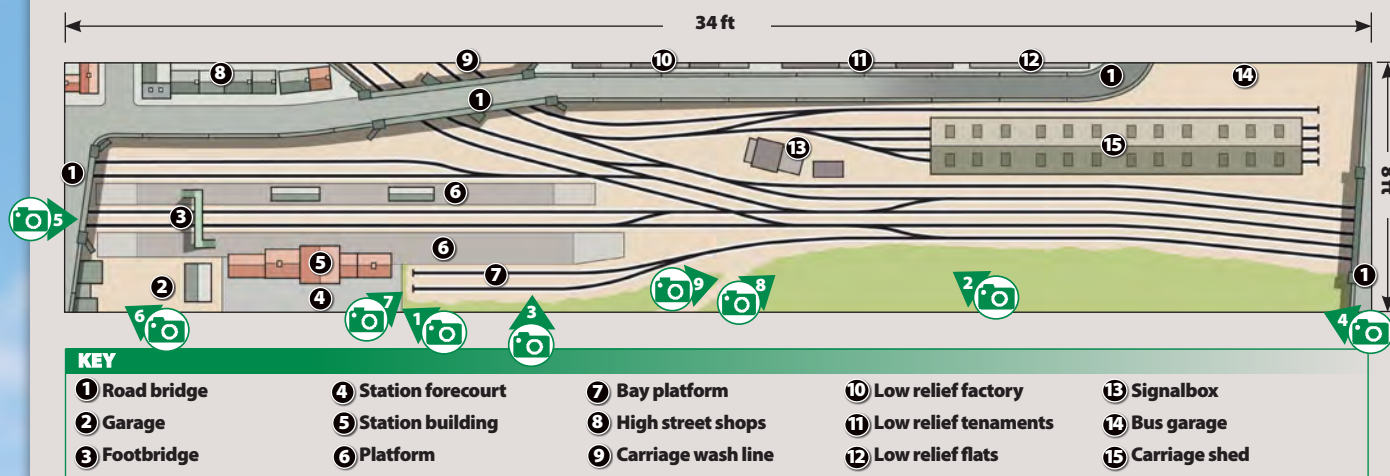 34 ft
8 9 10 11 12 1 14
1
13 15
1 6
8ft
5 3
6
5 7
2 4 9 8 2 1
6 7 1 3 4
KEY
1 Road bridge
2 Garage
3 Footbridge
4 Station forecourt
5 Station building
6 Platform
7 Bay platform
8 High street shops
9 Carriage wash line
10 Low relief factory
11 Low relief tenaments
12 Low relief flats
13 Signalbox
14 Bus garage
15 Carriage shed